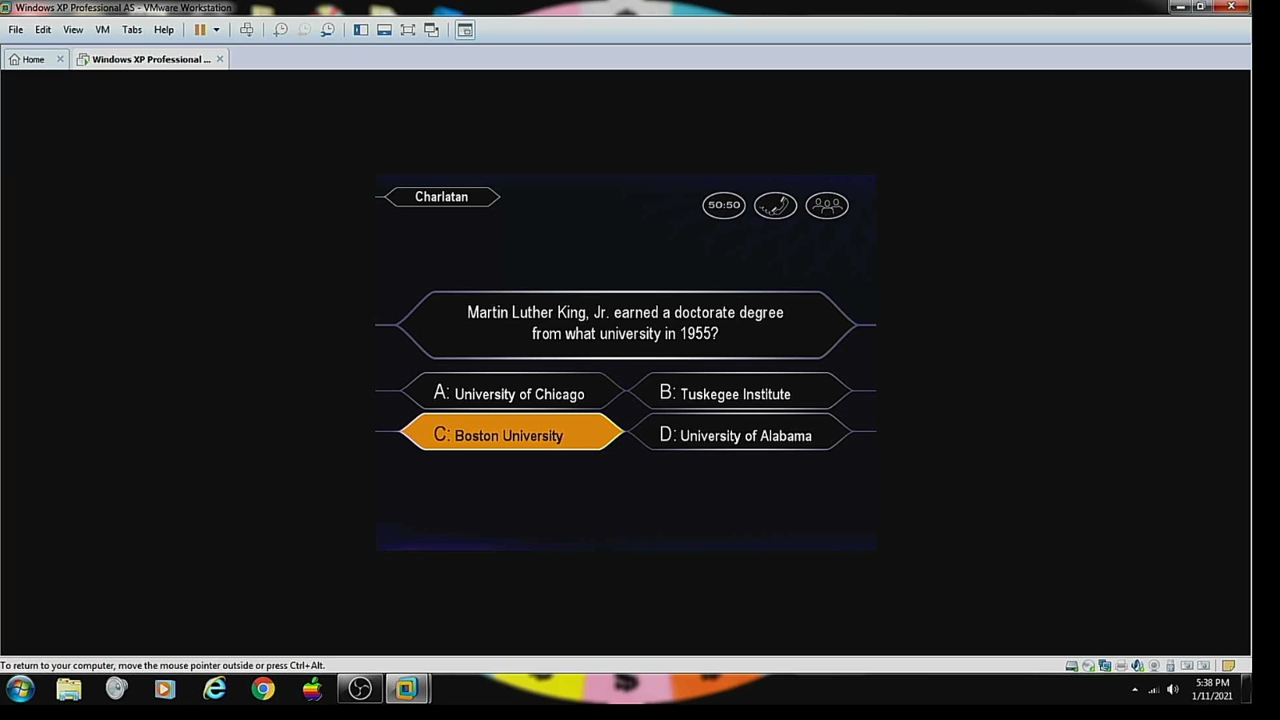 Windows XP Professional AS - VMware Workstation
File Edit View VM Tabs Help
Home
Windows XP Professional ...
Charlatan
50:50
Martin Luther King, Jr. earned a doctorate degree
from what university in 1955?
A: University of Chicago
B: Tuskegee Institute
C: Boston University
D: University of Alabama
To return to your computer, move the mouse pointer outside or press Ctrl+Alt.
5:38 PM
1/11/2021